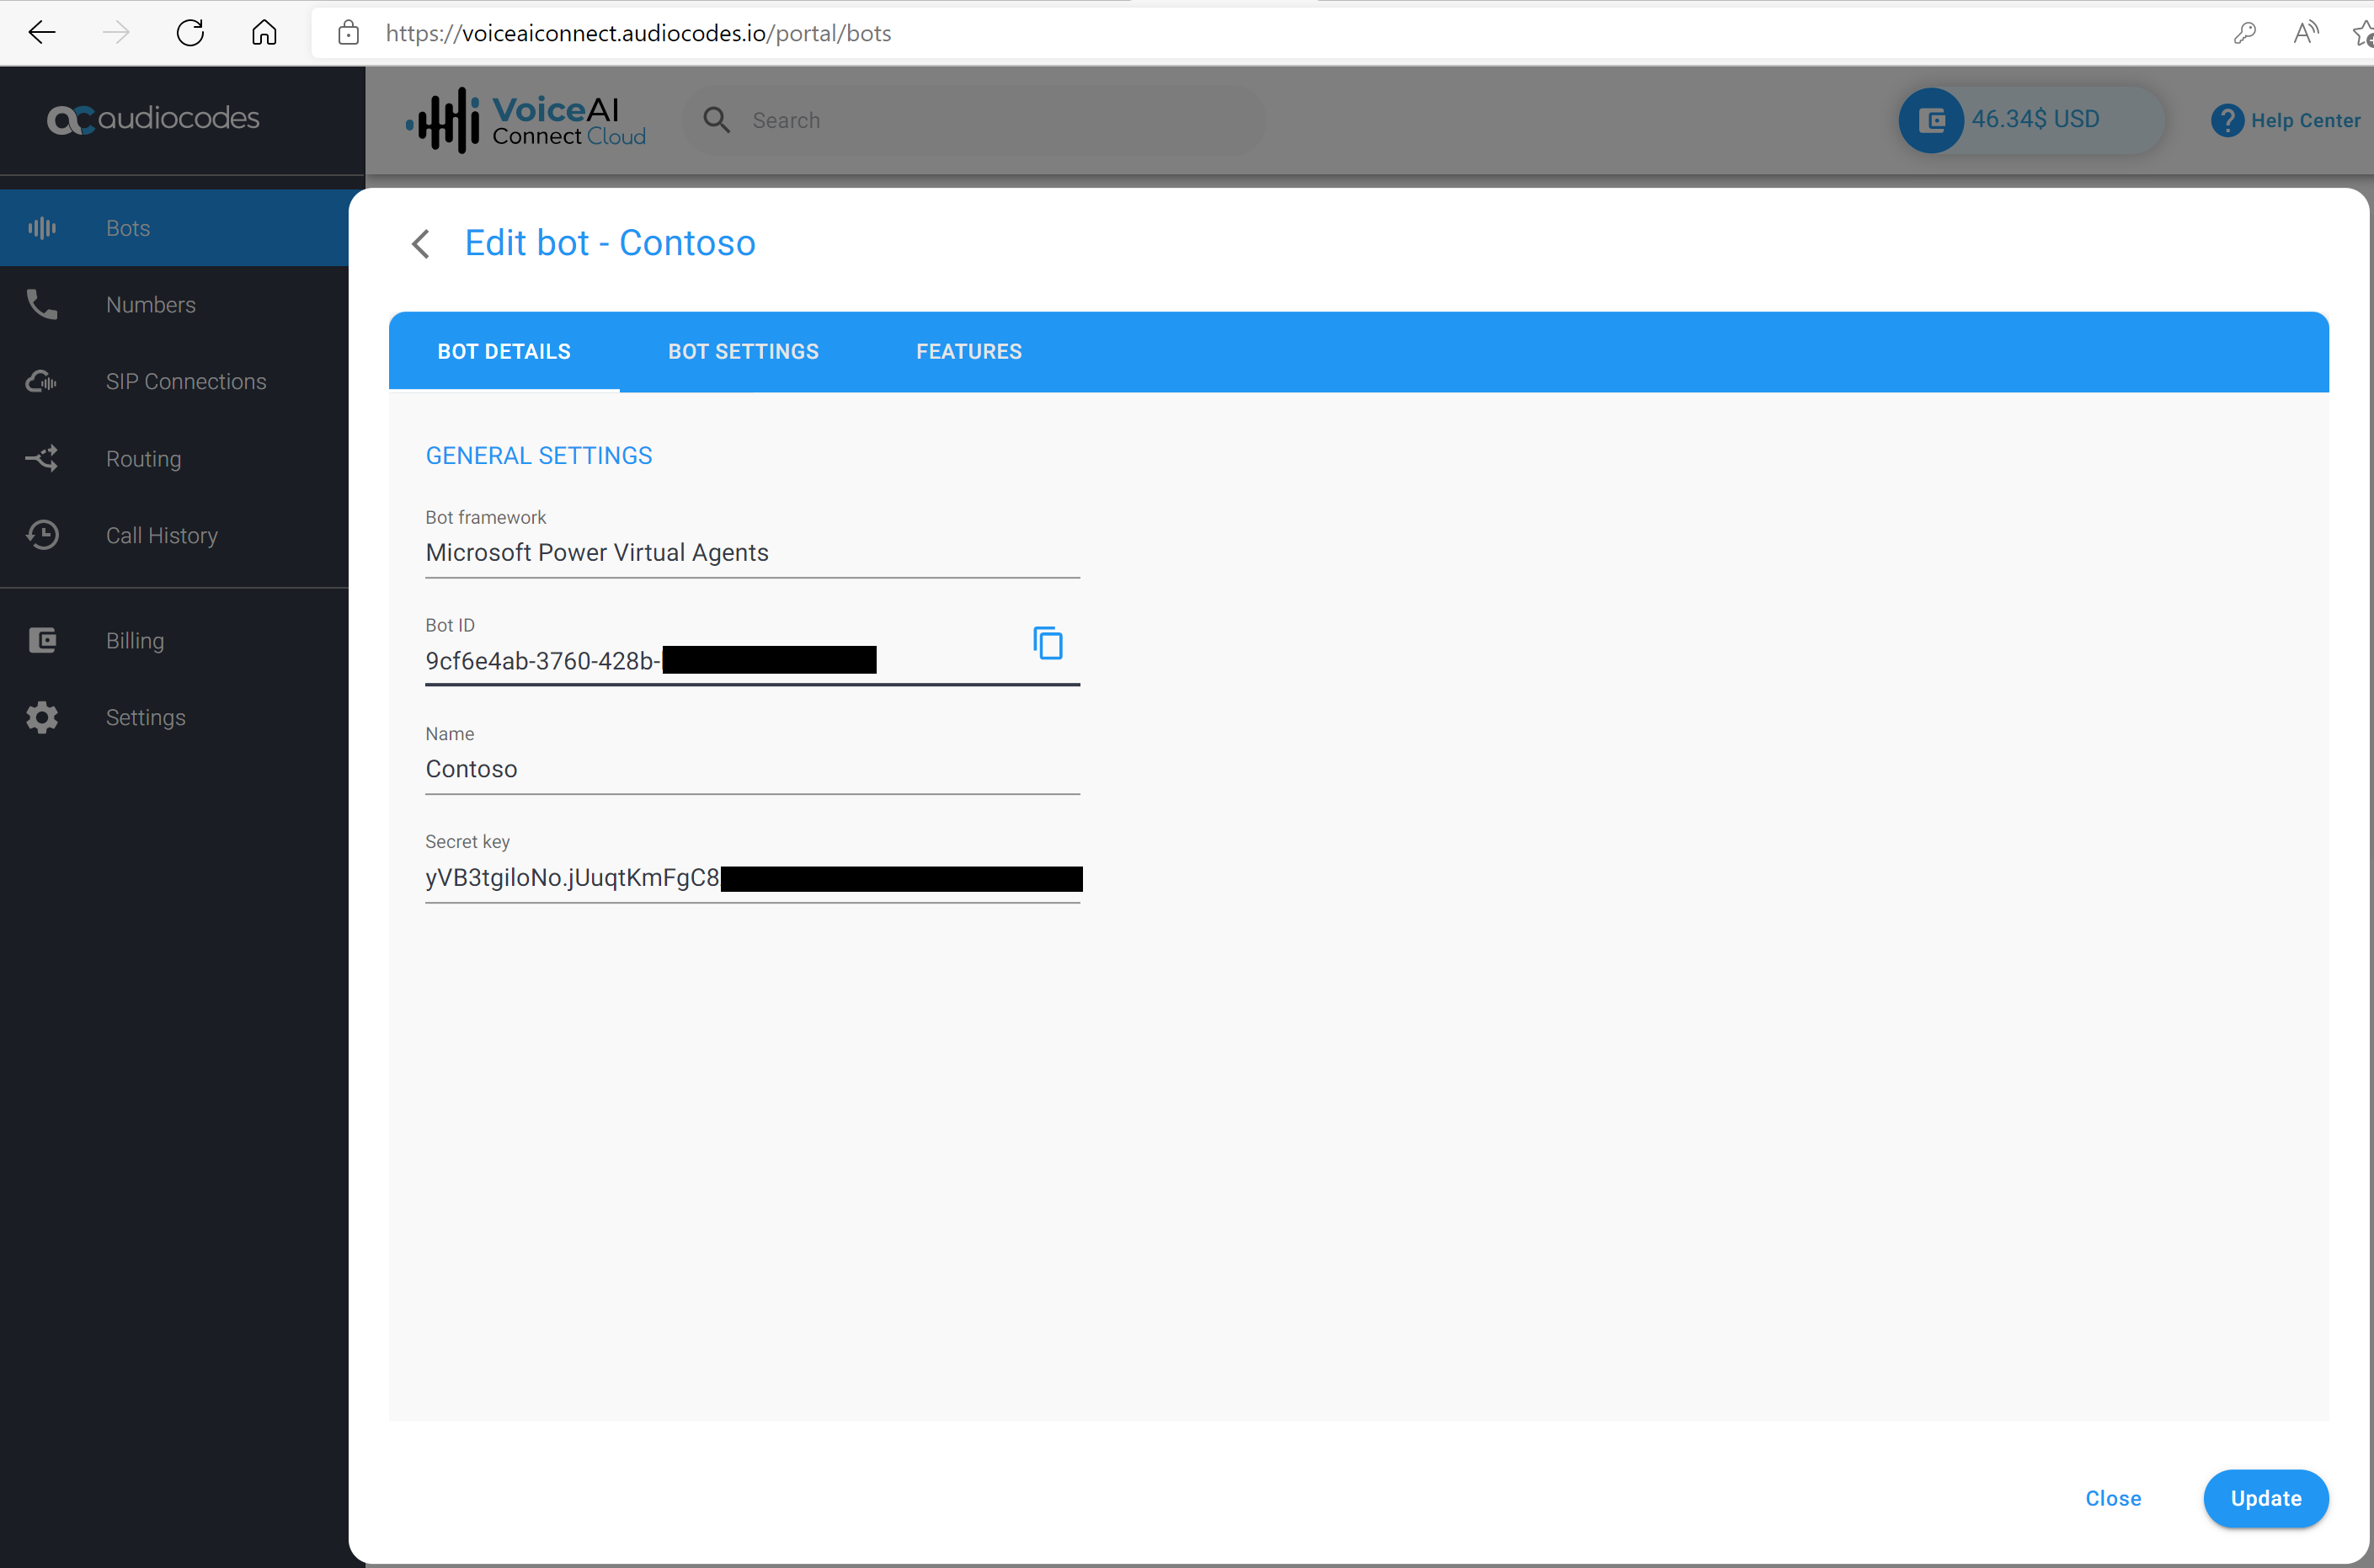 https://voiceaiconnect.audiocodes.io/portal/bots
audiocodes
VoiceAI
Connect Cloud
Search
46.34$ USD
Help Center
Bots
Numbers
SIP Connections
Routing
Call History
Billing
Settings
Edit bot - Contoso
BOT DETAILS
BOT SETTINGS
FEATURES
GENERAL SETTINGS
Bot framework
Microsoft Power Virtual Agents
Bot ID
9cf6e4ab-3760-428b-
Name
Contoso
Secret key
yVB3tgiloNo.jUuqtKmFgC8
Close
Update